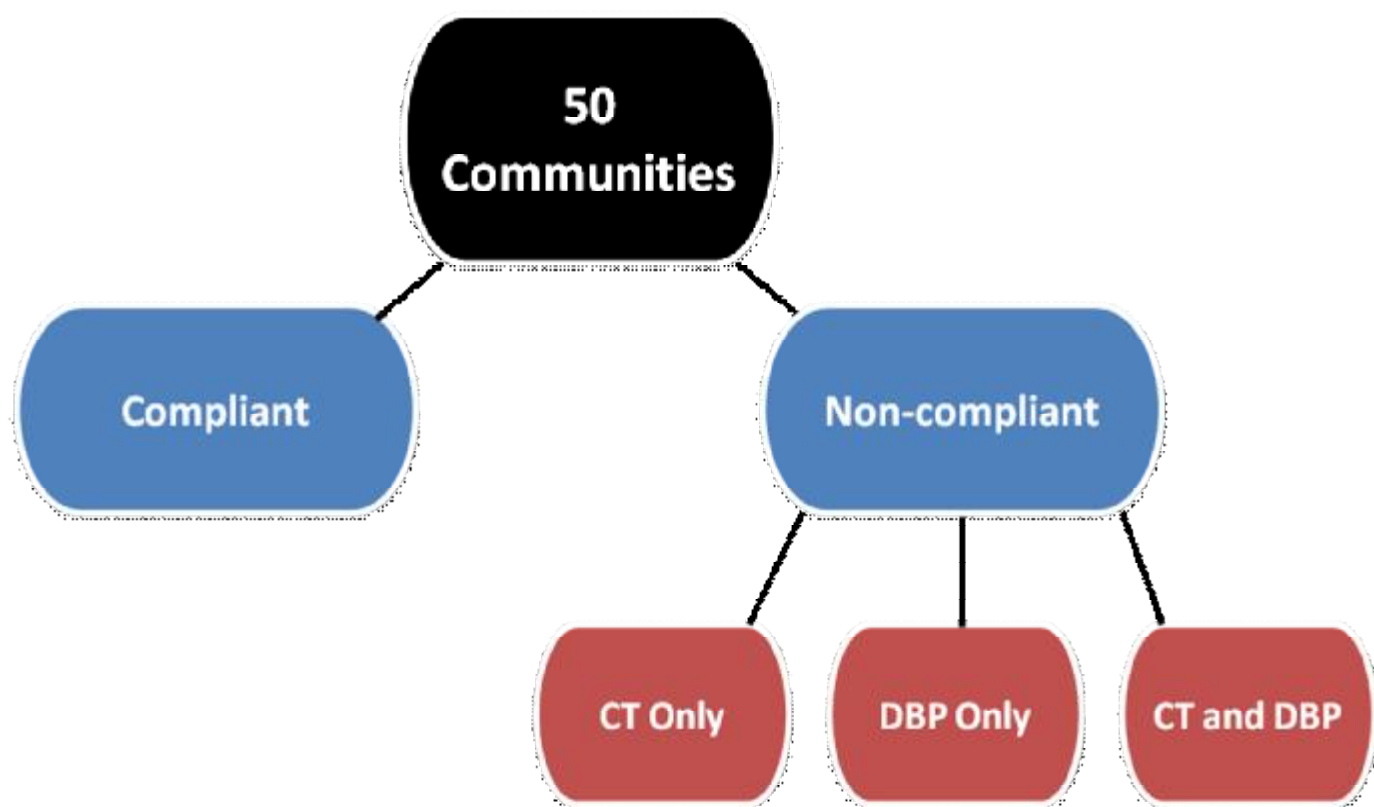 50
Communities
Compliant
Non-compliant
CT Only
DBP Only
CT and DBP